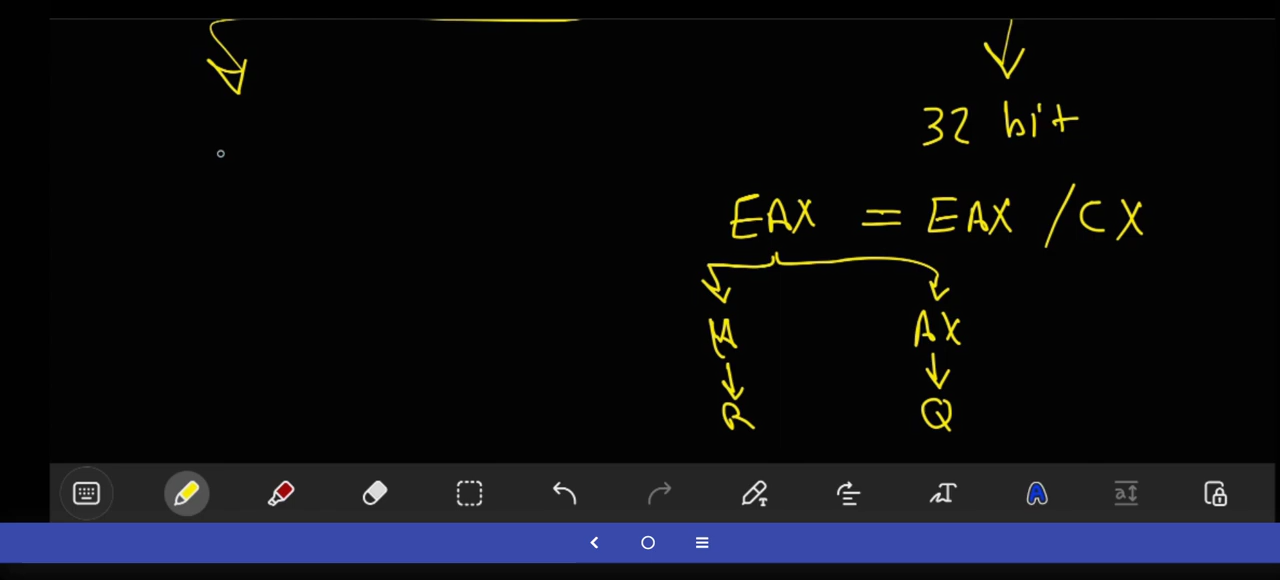 32 bit
EAX = EAX / CX
H AX
R Q